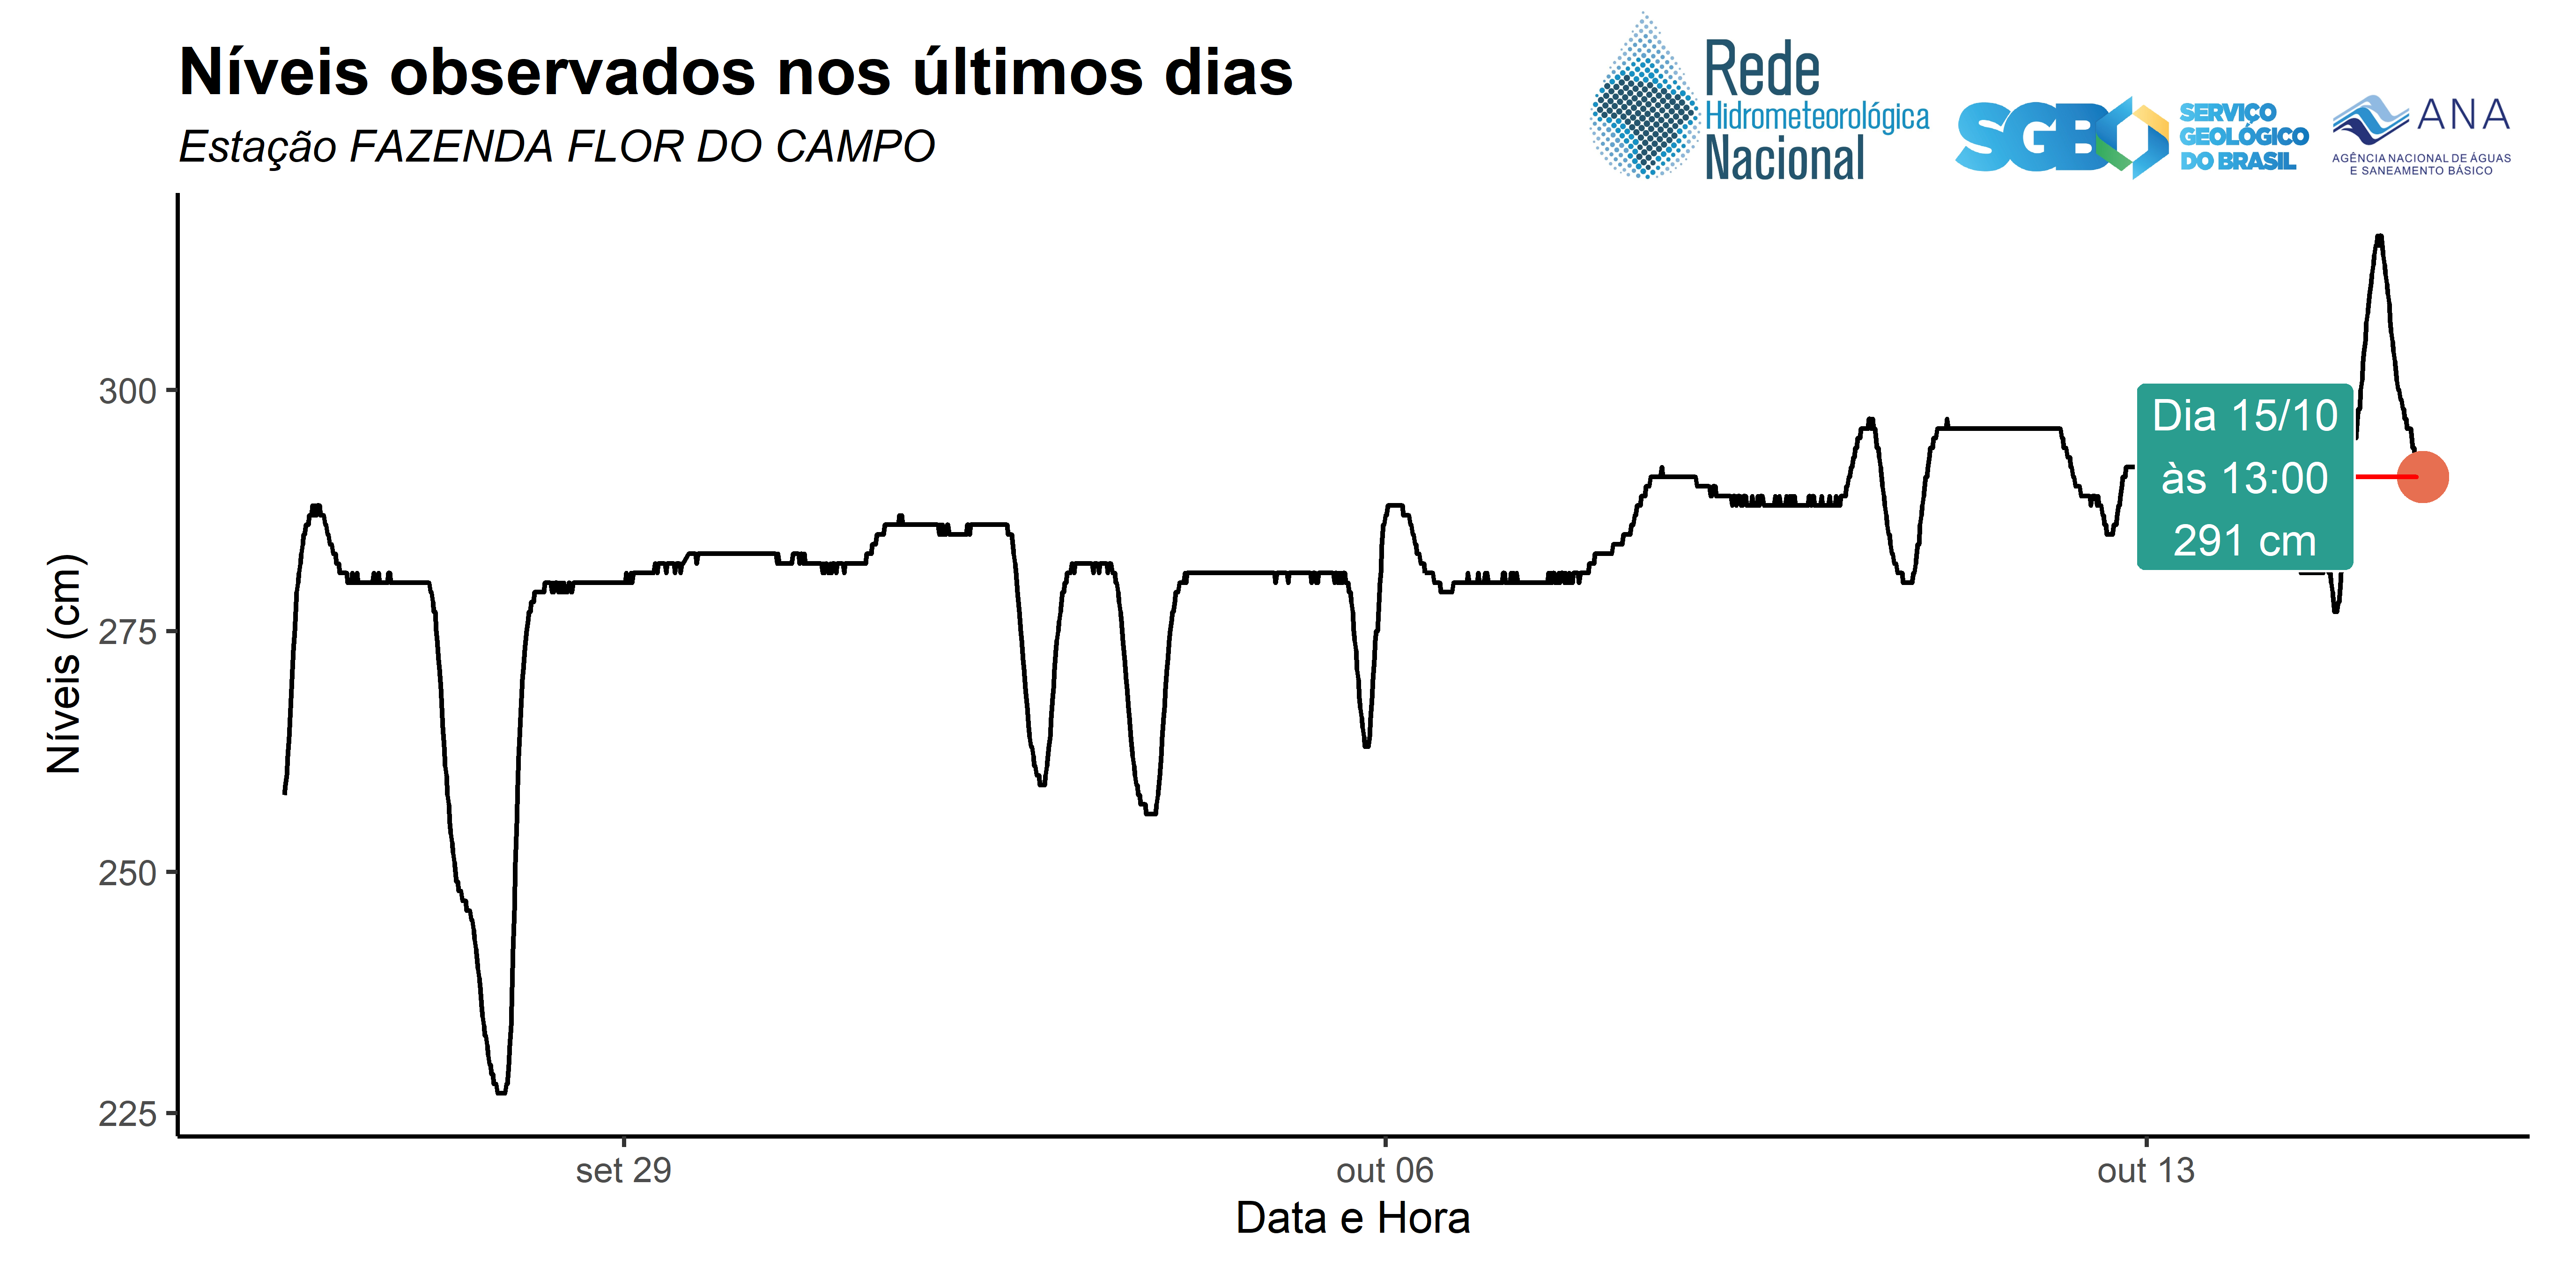 Níveis observados nos últimos dias
Estação FAZENDA FLOR DO CAMPO
Rede
Hidrometeorológica
Nacional
SGB
SERVIÇO
GEOLÓGICO
DO BRASIL
ANA
AGÊNCIA NACIONAL DE ÁGUAS
E SANEAMENTO BÁSICO
Níveis (cm)
300
275
250
225
Dia 15/10
às 13:00
291 cm
set 29
out 06
out 13
Data e Hora